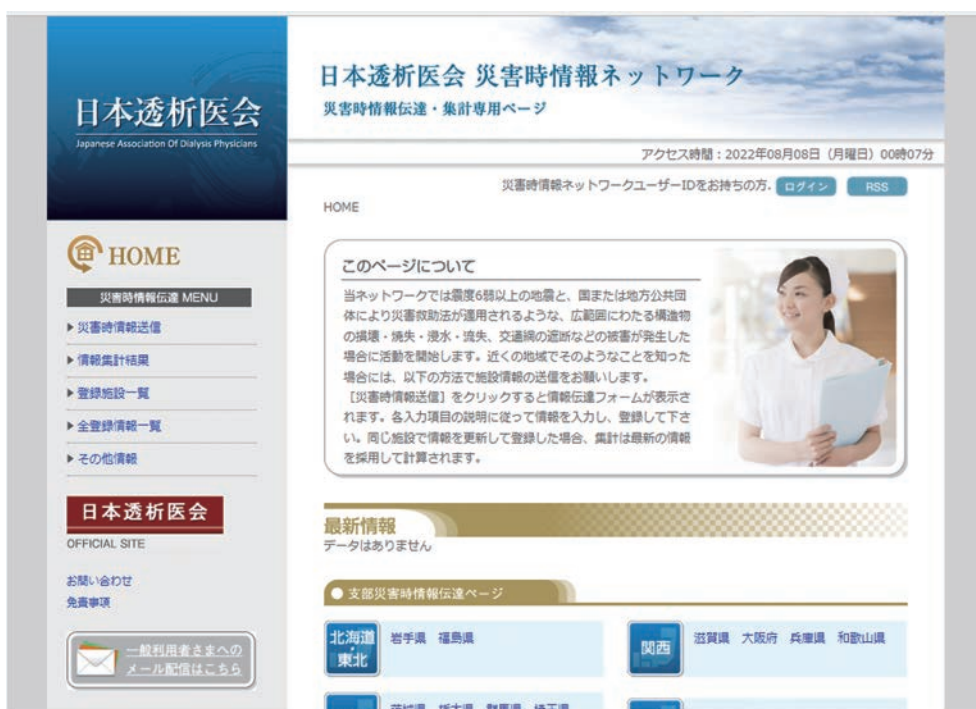 日本透析医会
Japanese Association Of Dialysis Physicians
日本透析医会 災害時情報ネットワーク
災害時情報伝達・集計専用ページ
アクセス時間：2022年08月08日（月曜日）00時07分
災害時情報ネットワークユーザーIDをお持ちの方.
ログイン
RSS
HOME
HOME
災害時情報伝達 MENU
災害時情報送信
情報集計結果
登録施設一覧
全登録情報一覧
その他情報
日本透析医会
OFFICIAL SITE
お問い合わせ
免責事項
一般利用者さまへの
メール配信はこちら
このページについて
当ネットワークでは震度6弱以上の地震と、国または地方公共団
体により災害救助法が適用されるような、広範囲にわたる構造物
の損壊・焼失・浸水・流失、交通網の遮断などの被害が発生した
場合に活動を開始します。近くの地域でそのようなことを知った
場合には、以下の方法で施設情報の送信をお願いします。
［災害時情報送信］をクリックすると情報伝達フォームが表示さ
れます。各入力項目の説明に従って情報を入力し、登録して下さ
い。同じ施設で情報を更新して登録した場合、集計は最新の情報
を採用して計算されます。
最新情報
データはありません
支部災害時情報伝達ページ
北海道
・
東北
岩手県 福島県
関西
滋賀県 大阪府 兵庫県 和歌山県
茨城県 栃木県 群馬県 埼玉県